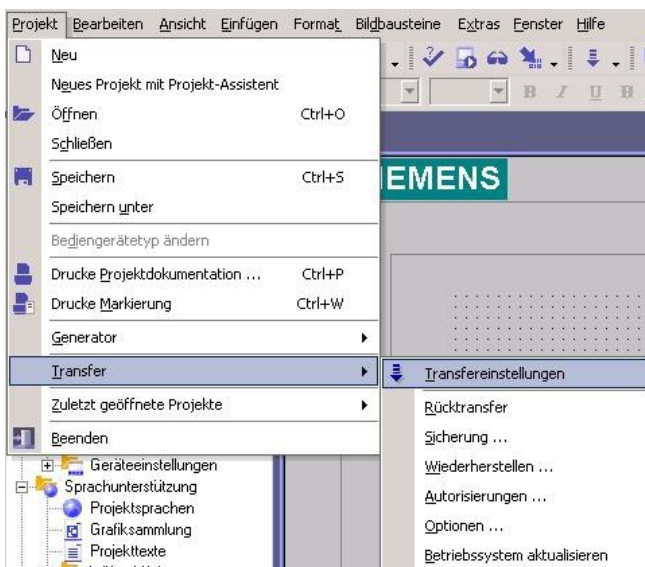 Projekt Bearbeiten Ansicht Einfügen Format Bildbausteine Extras Fenster Hilfe
Neu
Neues Projekt mit Projekt-Assistent
Öffnen Ctrl+O
Schließen
Speichern Ctrl+S
Speichern unter
Bediengerätetyp ändern
Drucke Projektdokumentation ... Ctrl+P
Drucke Markierung Ctrl+W
Generator
Transfer
Zuletzt geöffnete Projekte
Beenden
B I U
EMENS
Transfereinstellungen
Rücktransfer
Sicherung ...
Wiederherstellen ...
Autorisierungen ...
Optionen ...
Betriebssystem aktualisieren
Geräteeinstellungen
Sprachunterstützung
Projektsprachen
Grafiksammlung
Projekttexte